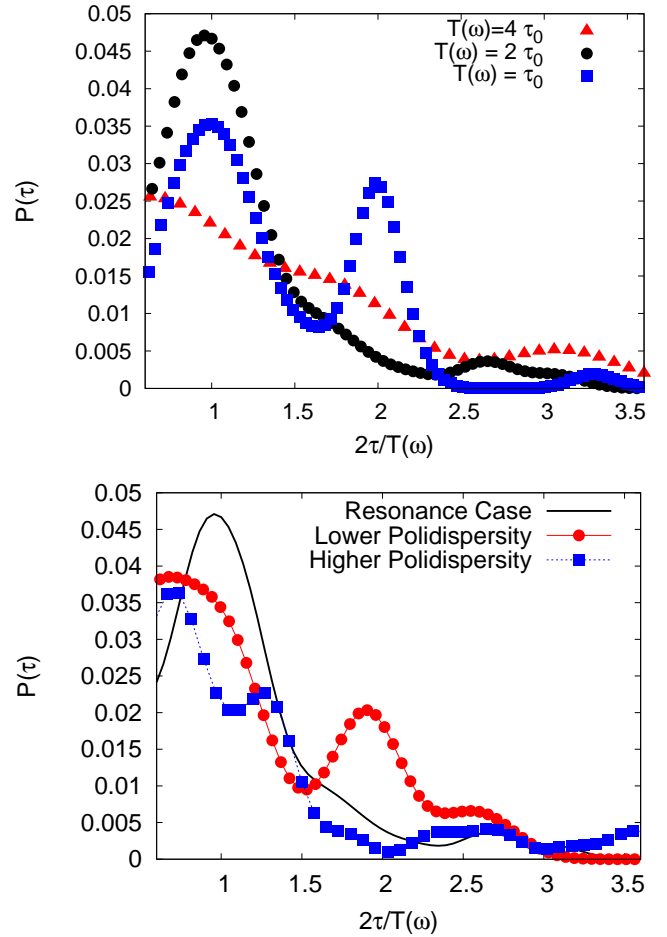 T(ω)=4 τ0
T(ω) = 2 τ0
T(ω) = τ0
0.05
0.045
0.04
0.035
0.03
0.025
0.02
0.015
0.01
0.005
0
P(τ)
1 1.5 2 2.5 3 3.5
2τ/T(ω)
Resonance Case
Lower Polidispersity
Higher Polidispersity
0.05
0.045
0.04
0.035
0.03
0.025
0.02
0.015
0.01
0.005
0
P(τ)
1 1.5 2 2.5 3 3.5
2τ/T(ω)